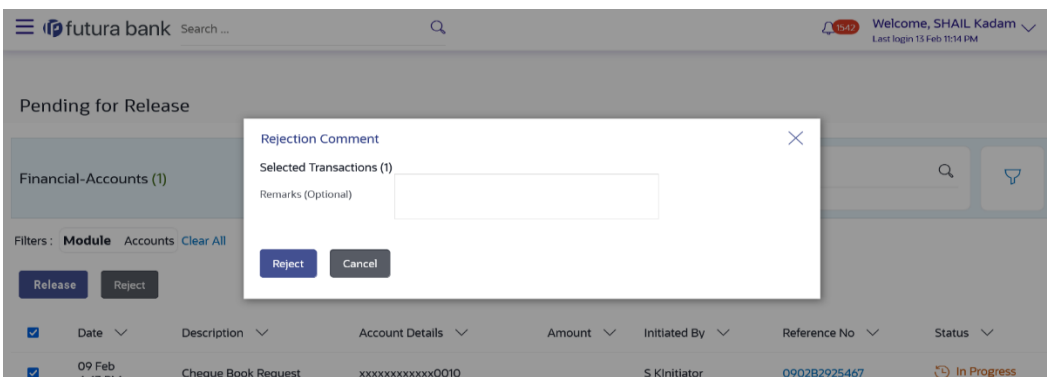 futura bank Search ... 1542 Welcome, SHAIL Kadam
Last login 13 Feb 11:14 PM
Pending for Release
Rejection Comment
Selected Transactions (1)
Remarks (Optional)
Financial-Accounts (1)
Filters : Module Accounts Clear All
Reject Cancel
Release Reject
Date Description Account Details Amount Initiated By Reference No Status
09 Feb
Cheque Book Request xxxxxxxxxxxx0010 S KInitiator 0902B2925467 In Progress